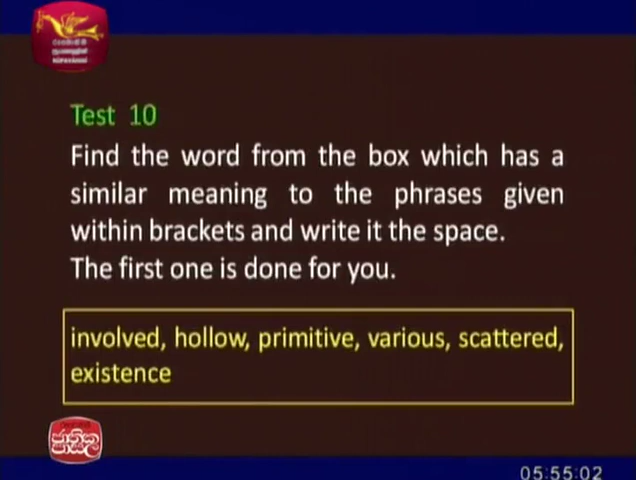 Test 10
Find the word from the box which has a
similar meaning to the phrases given
within brackets and write it the space.
The first one is done for you.
involved, hollow, primitive, various, scattered,
existence
ජාතික
පාසල
05:55:02